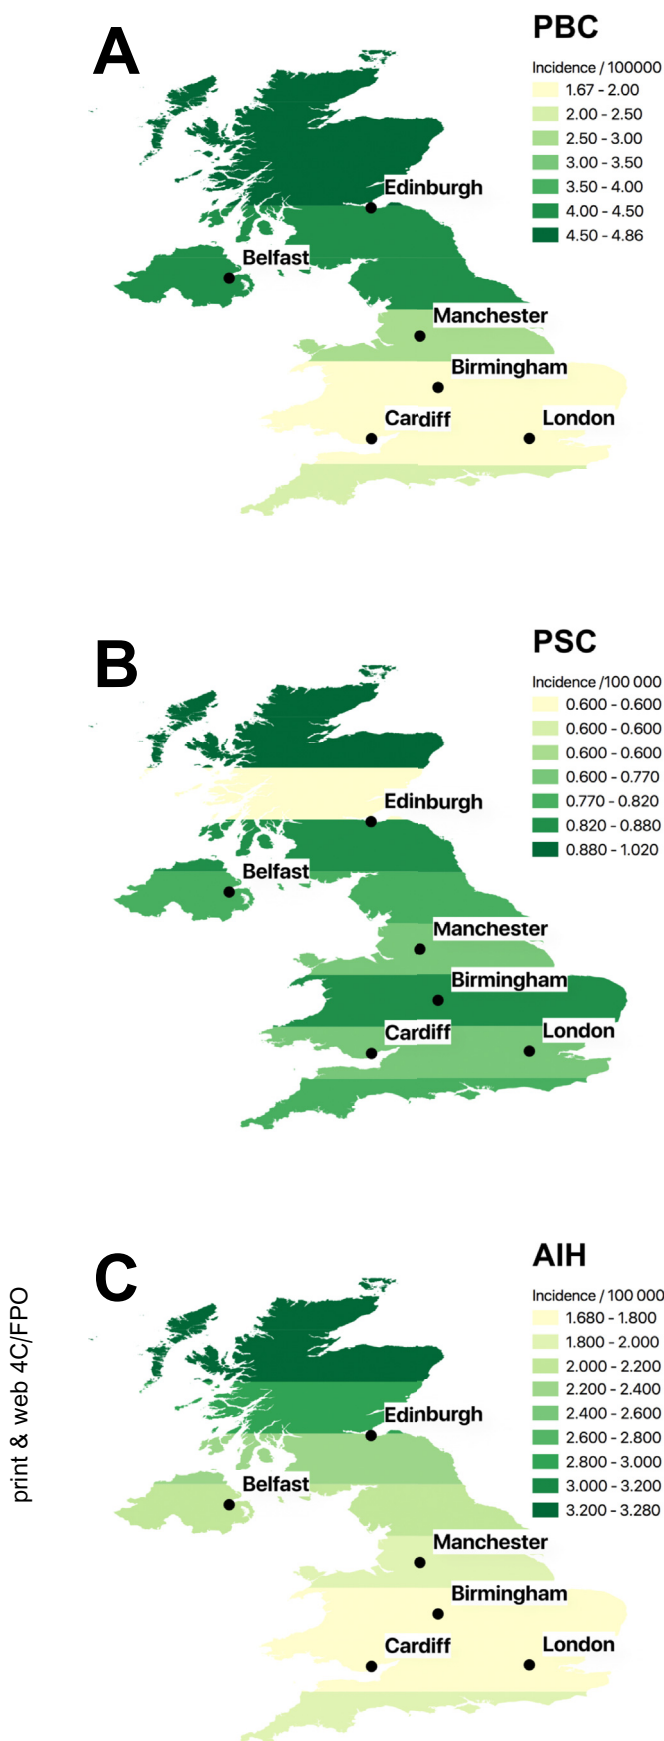 A
PBC
Incidence / 100000
1.67 - 2.00
2.00 - 2.50
2.50 - 3.00
3.00 - 3.50
3.50 - 4.00
4.00 - 4.50
4.50 - 4.86
Edinburgh
Belfast
Manchester
Birmingham
Cardiff
London
B
PSC
Incidence /100 000
0.600 - 0.600
0.600 - 0.600
0.600 - 0.600
0.600 - 0.770
0.770 - 0.820
0.820 - 0.880
0.880 - 1.020
Edinburgh
Belfast
Manchester
Birmingham
Cardiff
London
C
AIH
Incidence / 100 000
1.680 - 1.800
1.800 - 2.000
2.000 - 2.200
2.200 - 2.400
2.400 - 2.600
2.600 - 2.800
2.800 - 3.000
3.000 - 3.200
3.200 - 3.280
Edinburgh
Belfast
Manchester
Birmingham
Cardiff
London
print & web 4C/FPO